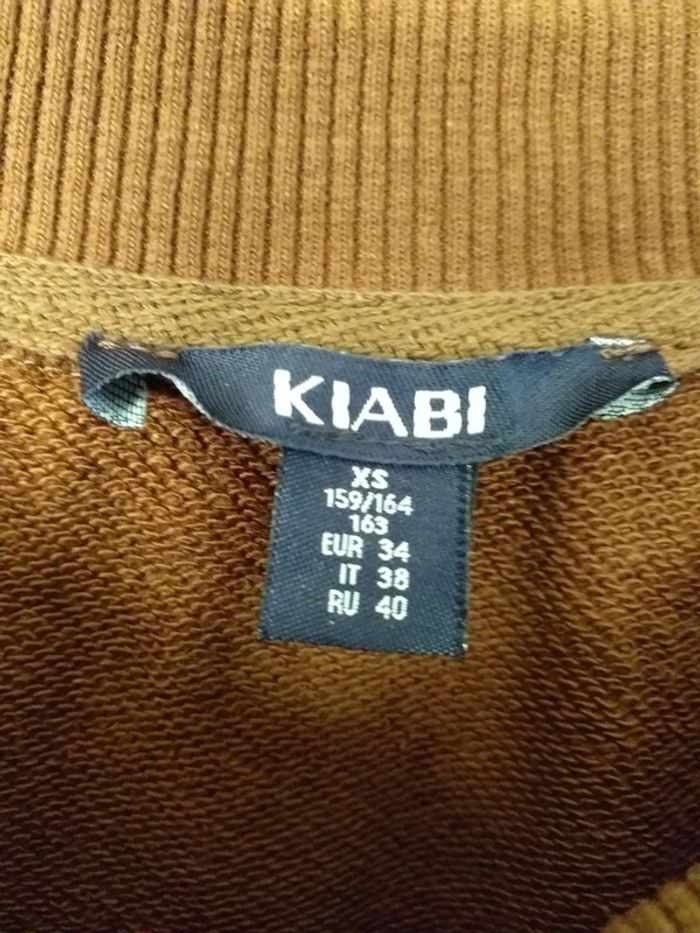 KIABI
XS
159/164
163
EUR 34
IT 38
RU 40